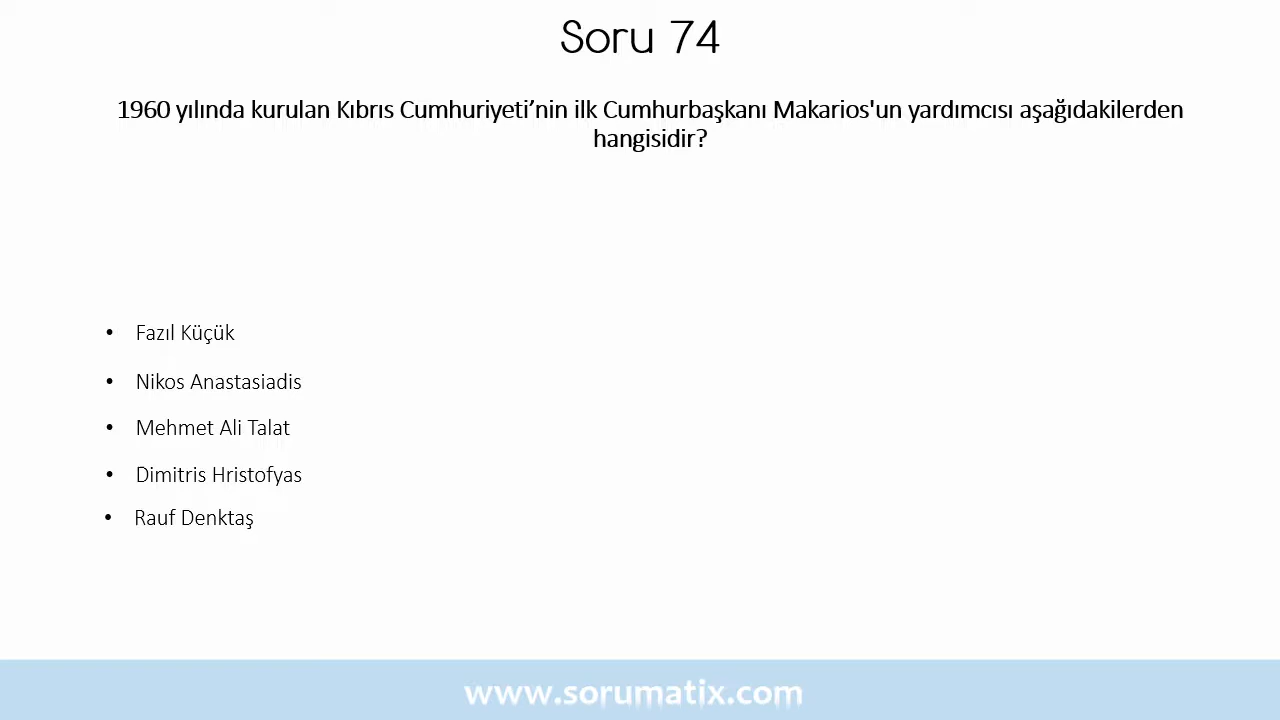 Soru 74
1960 yılında kurulan Kıbrıs Cumhuriyeti’nin ilk Cumhurbaşkanı Makarios'un yardımcısı aşağıdakilerden
hangisidir?
• Fazıl Küçük
• Nikos Anastasiadis
• Mehmet Ali Talat
• Dimitris Hristofyas
• Rauf Denktaş
www.sorumatix.com